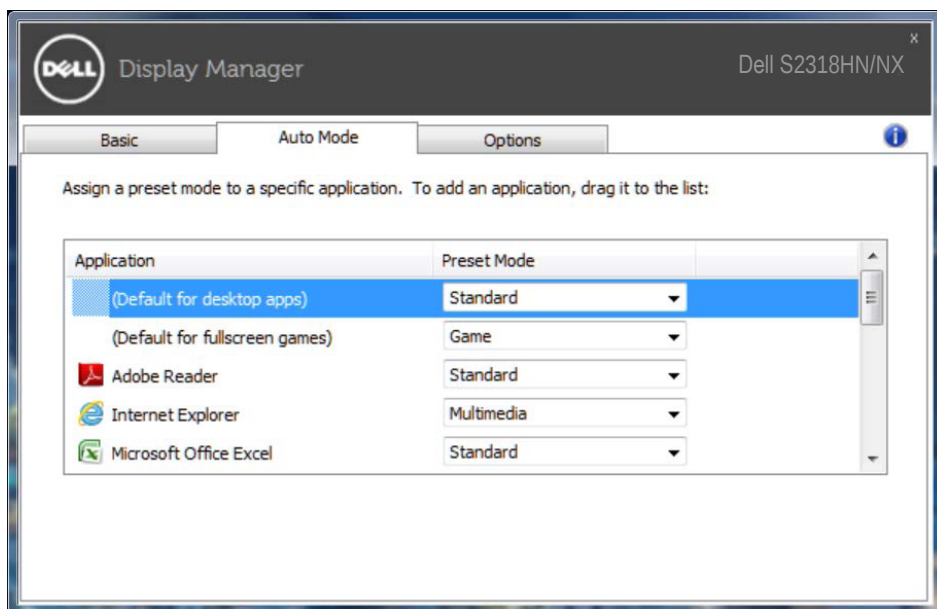 DELL Display Manager
x
Dell S2318HN/NX
Basic Auto Mode Options
i
Assign a preset mode to a specific application. To add an application, drag it to the list:
Application Preset Mode
(Default for desktop apps) Standard
(Default for fullscreen games) Game
Adobe Reader Standard
Internet Explorer Multimedia
Microsoft Office Excel Standard